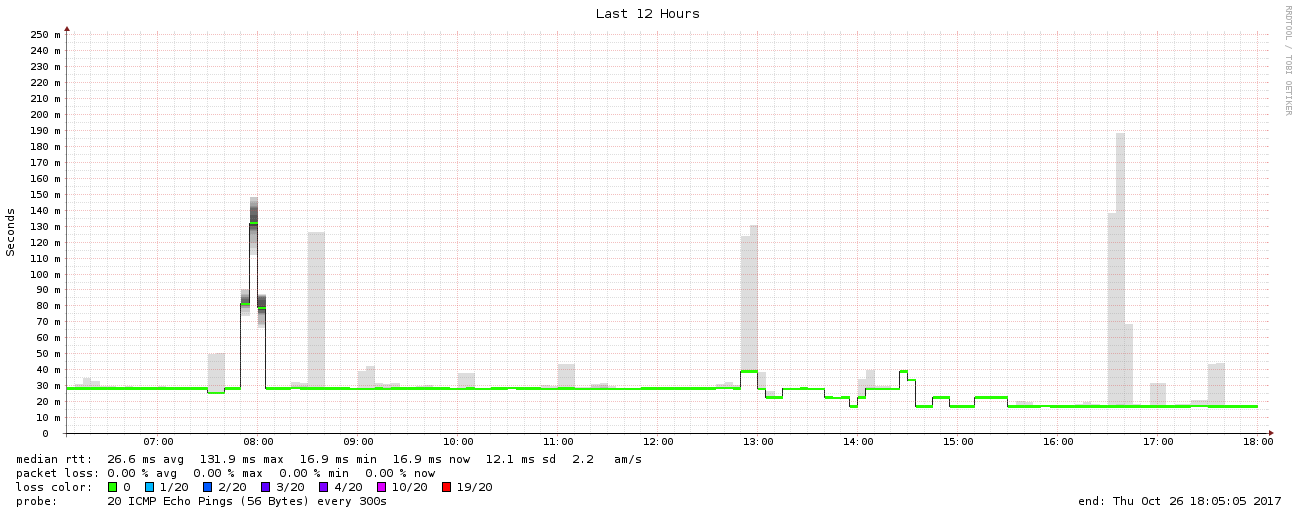 Last 12 Hours
RRDTOOL / TOBI OETIKER
Seconds
250 m
240 m
230 m
220 m
210 m
200 m
190 m
180 m
170 m
160 m
150 m
140 m
130 m
120 m
110 m
100 m
90 m
80 m
70 m
60 m
50 m
40 m
30 m
20 m
10 m
0
07:00 08:00 09:00 10:00 11:00 12:00 13:00 14:00 15:00 16:00 17:00 18:00
median rtt: 26.6 ms avg 131.9 ms max 16.9 ms min 16.9 ms now 12.1 ms sd 2.2 am/s
packet loss: 0.00 % avg 0.00 % max 0.00 % min 0.00 % now
loss color: 0 1/20 2/20 3/20 4/20 10/20 19/20
probe: 20 ICMP Echo Pings (56 Bytes) every 300s end: Thu Oct 26 18:05:05 2017